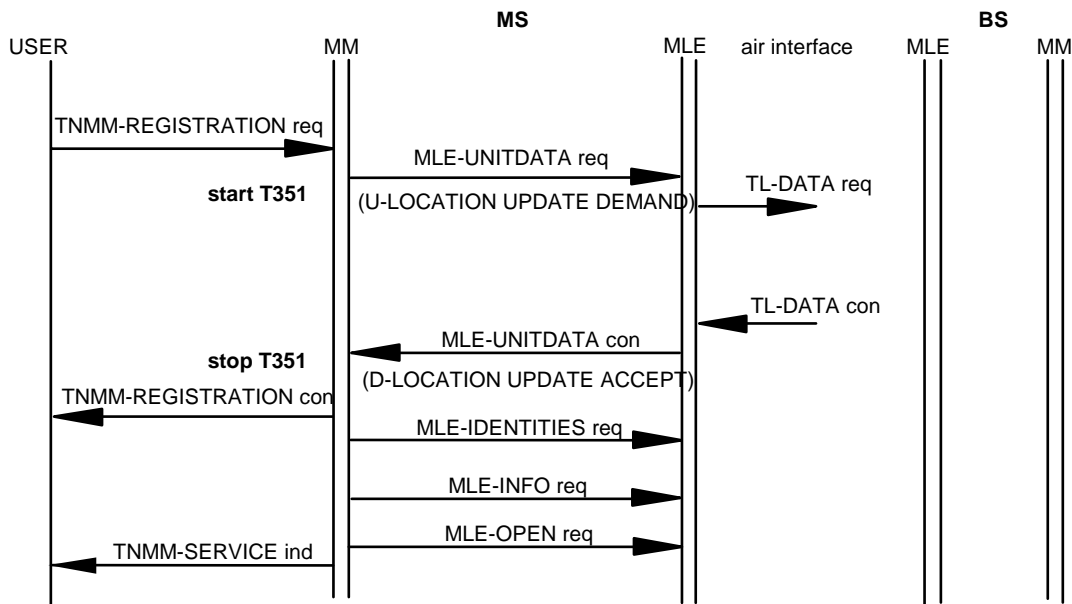 MS
BS
USER
MM
MLE
air interface
MLE
MM
TNMM-REGISTRATION req
MLE-UNITDATA req
start T351
(U-LOCATION UPDATE DEMAND)
TL-DATA req
TL-DATA con
MLE-UNITDATA con
stop T351
(D-LOCATION UPDATE ACCEPT)
TNMM-REGISTRATION con
MLE-IDENTITIES req
MLE-INFO req
MLE-OPEN req
TNMM-SERVICE ind